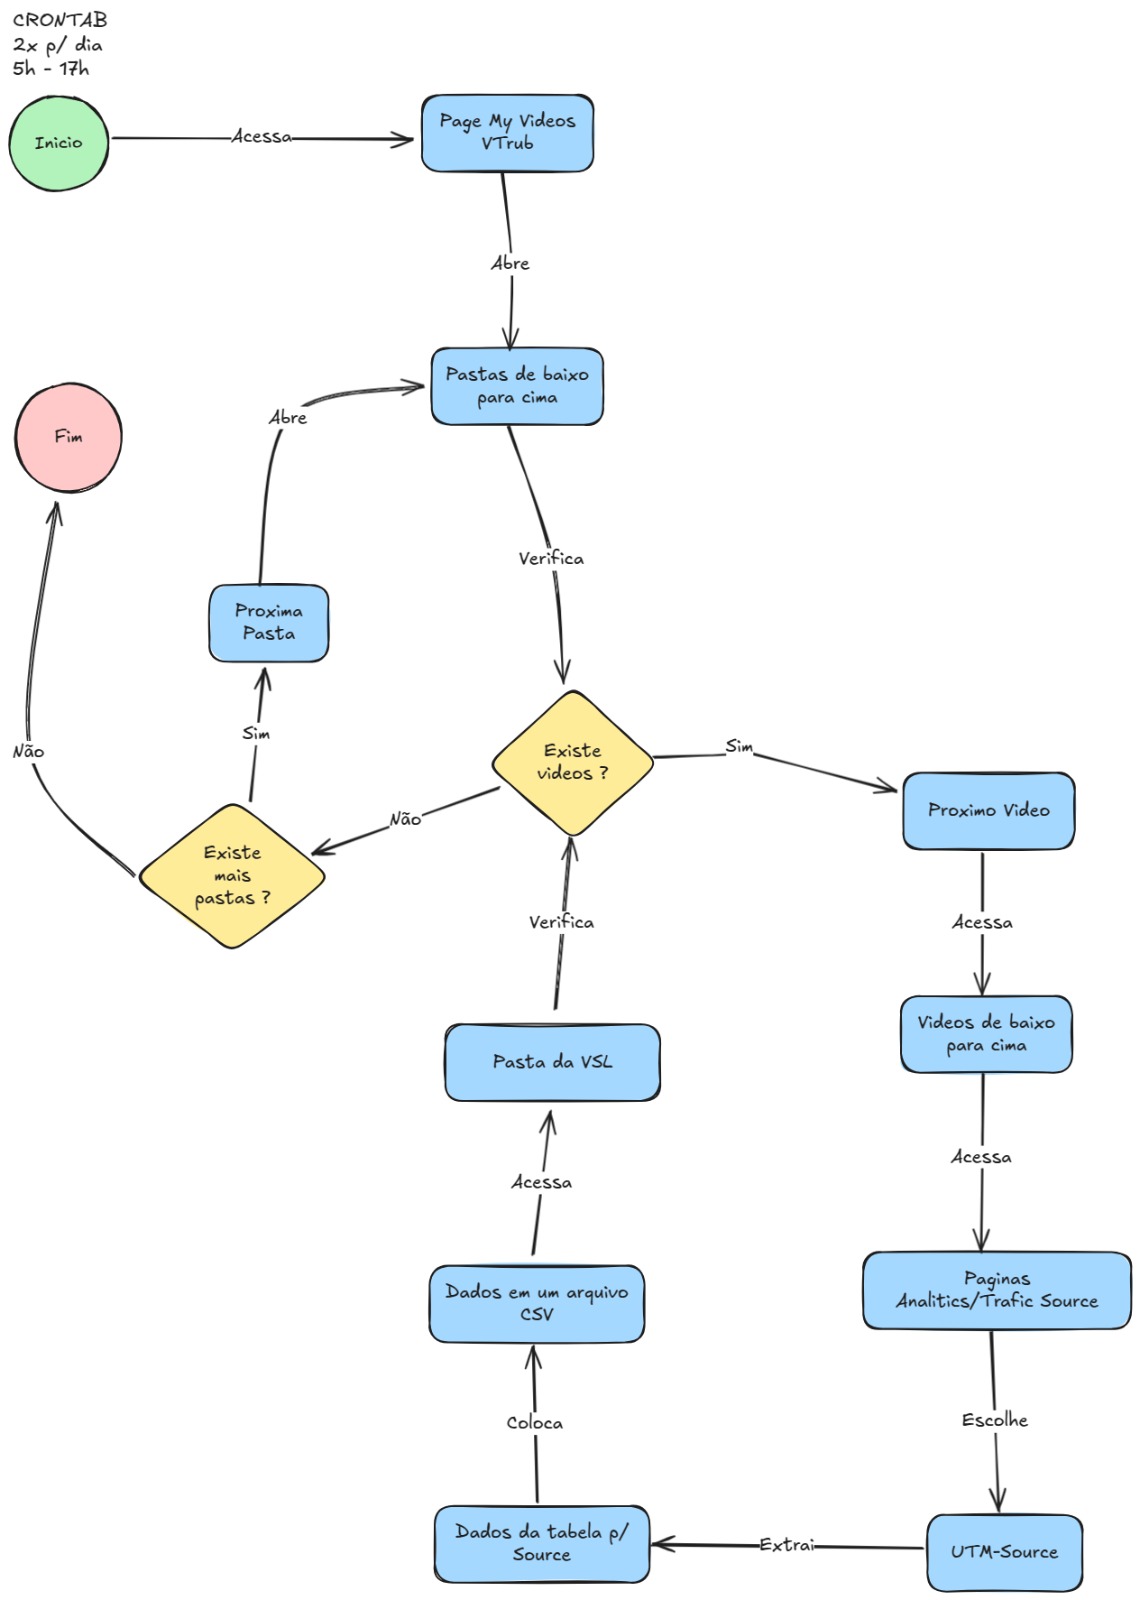 CRONTAB
2x p/ dia
5h - 17h
Inicio
Acessa
Page My Videos
VTrub
Abre
Pastas de baixo
para cima
Abre
Fim
Verifica
Proxima
Pasta
Sim
Não
Existe
videos ?
Sim
Proximo Video
Não
Existe
mais
pastas ?
Verifica
Acessa
Videos de baixo
para cima
Pasta da VSL
Acessa
Acessa
Paginas
Analitics/Trafic Source
Dados em um arquivo
CSV
Coloca
Escolhe
Dados da tabela p/
Source
Extrai
UTM-Source